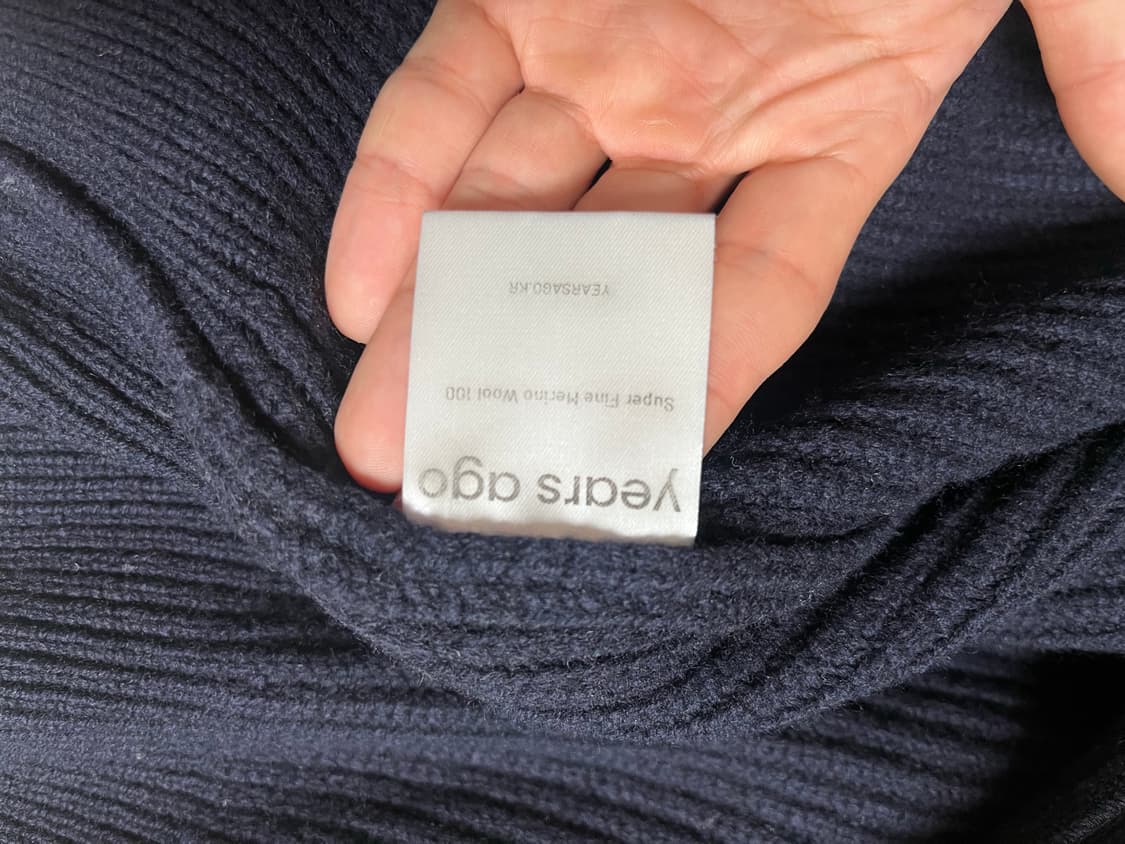 years ago
Super Fine Merino Wool 100
YEARSAGO.KR